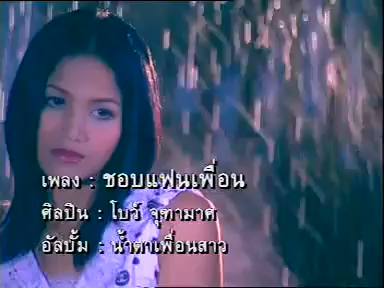 เพลง : ชอบแฟนเพื่อน
ศิลปิน : โบว์ จุฑามาศ
อัลบั้ม : น้ำตาเพื่อนสาว